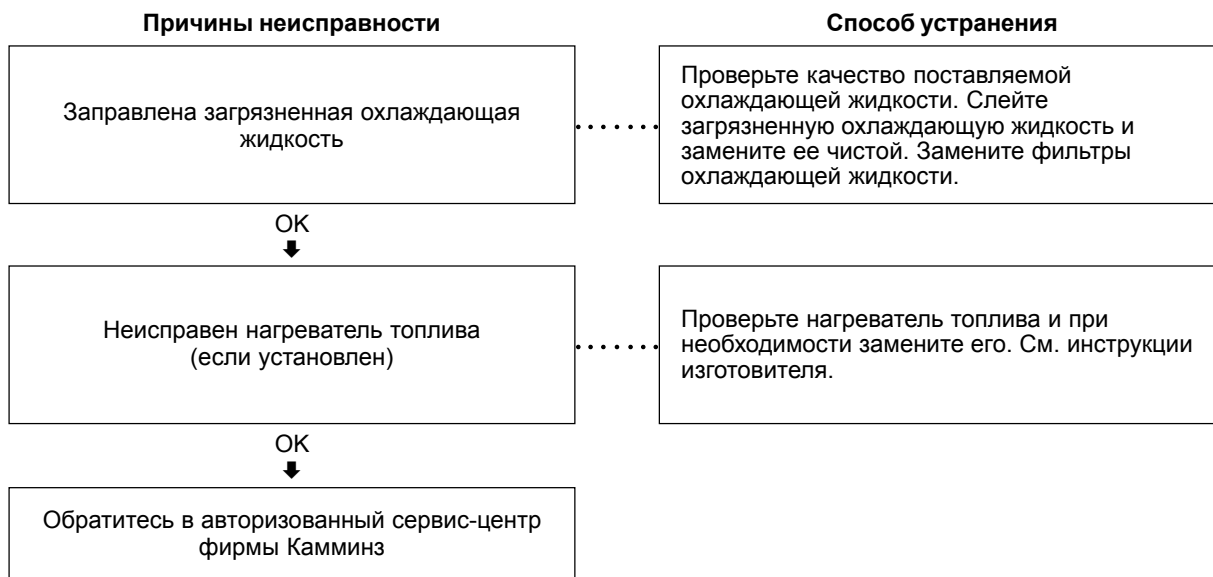 Причины неисправности
Способ устранения
Заправлена загрязненная охлаждающая
жидкость
Проверьте качество поставляемой
охлаждающей жидкости. Слейте
загрязненную охлаждающую жидкость и
замените ее чистой. Замените фильтры
охлаждающей жидкости.
OK
Неисправен нагреватель топлива
(если установлен)
Проверьте нагреватель топлива и при
необходимости замените его. См. инструкции
изготовителя.
OK
Обратитесь в авторизованный сервис-центр
фирмы Камминз